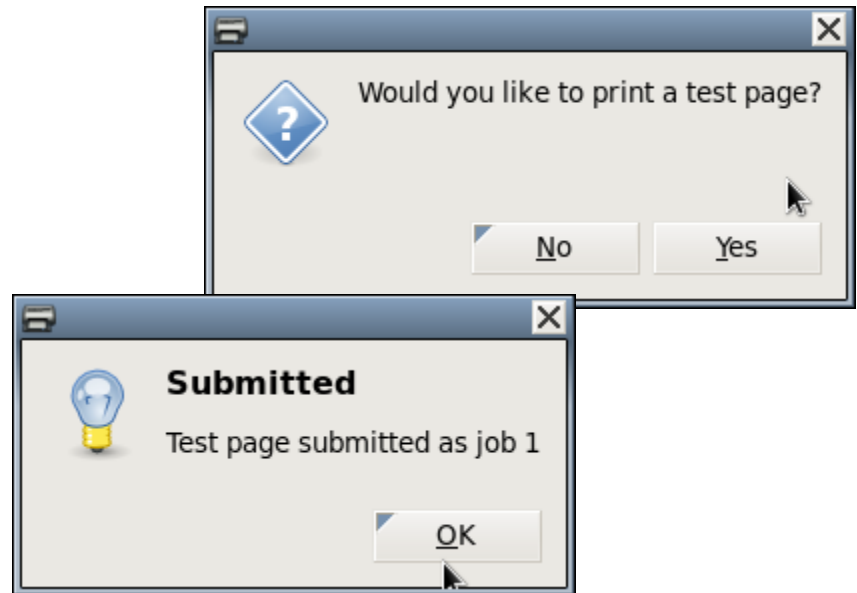 Would you like to print a test page?
?
No Yes
Submitted
Test page submitted as job 1
OK